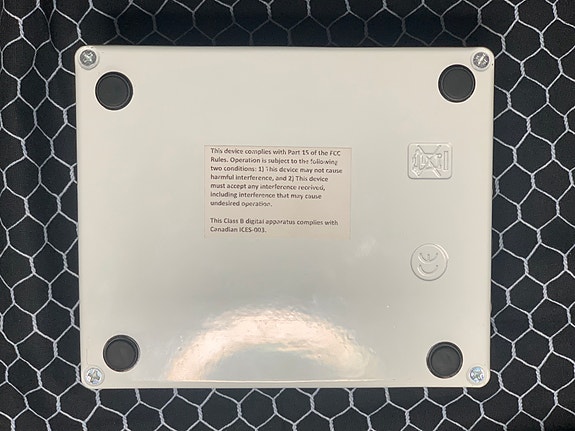 This device complies with Part 15 of the FCC
Rules. Operation is subject to the following
two conditions: 1) This device may not cause
harmful interference, and 2) This device
must accept any interference received,
including interference that may cause
undesired operation.
This Class B digital apparatus complies with
Canadian ICES-003.